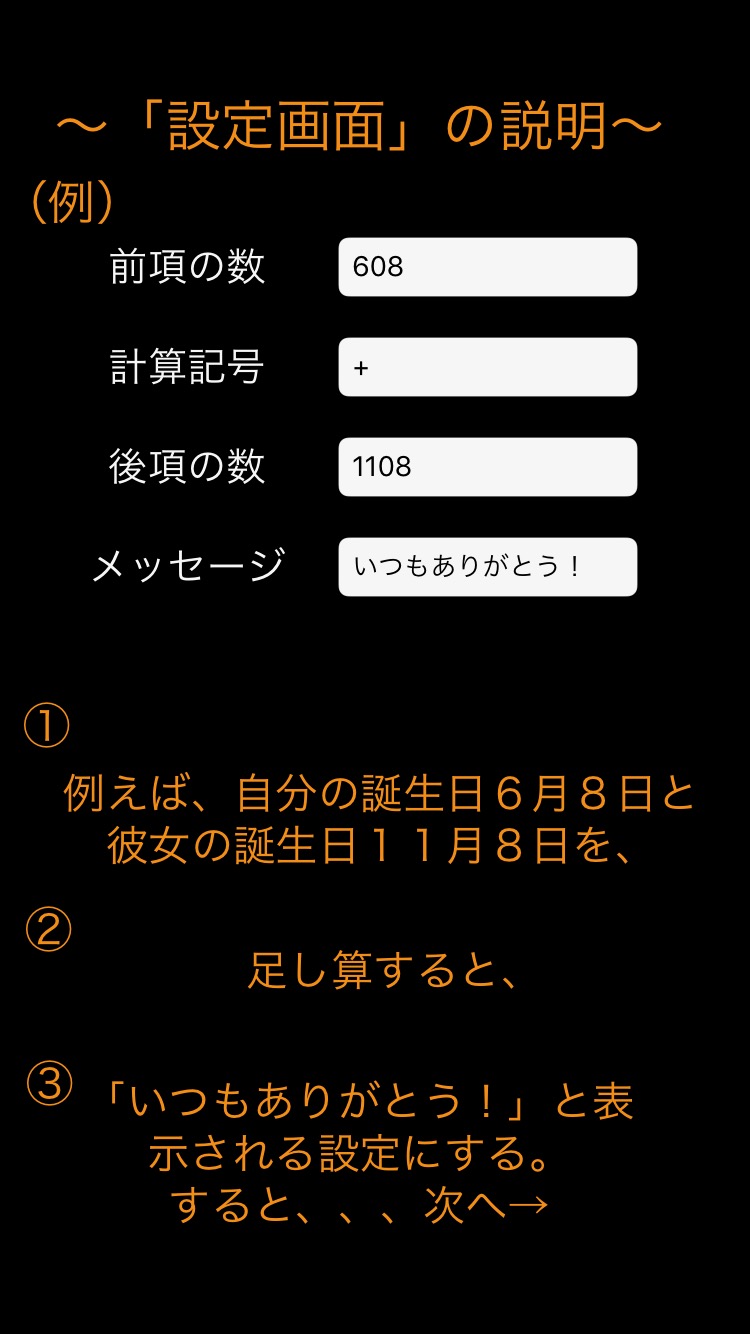 ～「設定画面」の説明～
（例）
前項の数 608
計算記号 +
後項の数 1108
メッセージ いつもありがとう！
①
例えば、自分の誕生日６月８日と
彼女の誕生日１１月８日を、
②
足し算すると、
③
「いつもありがとう！」と表
示される設定にする。
すると、、、次へ→